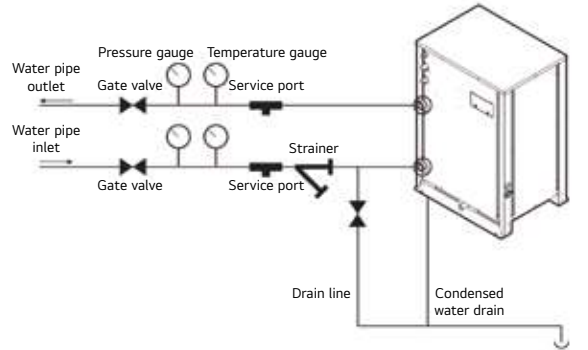 Pressure gauge
Temperature gauge
Water pipe
outlet
Gate valve
Service port
Water pipe
inlet
Strainer
Gate valve
Service port
Drain line
Condensed
water drain